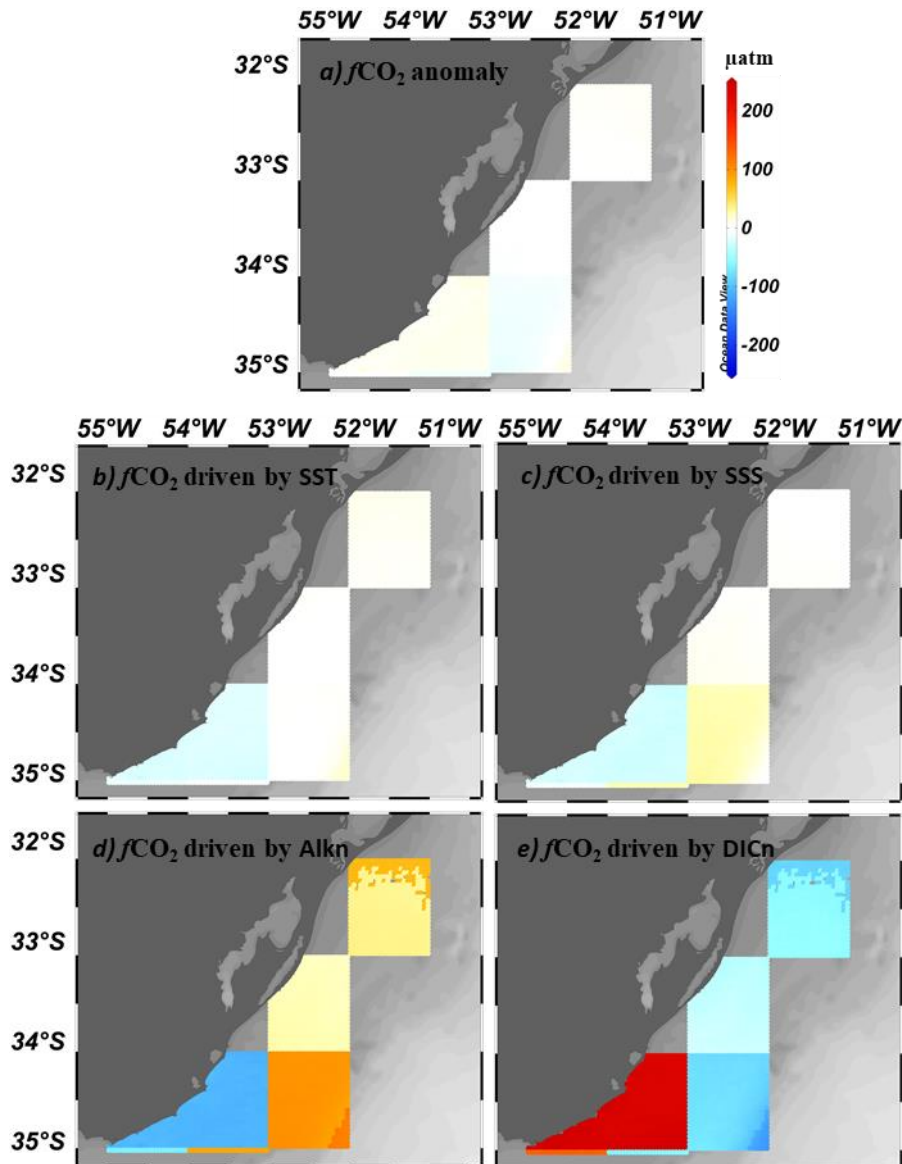 55°W 54°W 53°W 52°W 51°W
32°S
33°S
34°S
35°S
a) fCO₂ anomaly
µatm
200
100
0
-100
-200
Ocean Data View
55°W 54°W 53°W 52°W 51°W
55°W 54°W 53°W 52°W 51°W
32°S
33°S
34°S
35°S
b) fCO₂ driven by SST
c) fCO₂ driven by SSS
32°S
33°S
34°S
35°S
d) fCO₂ driven by Alkn
e) fCO₂ driven by DICn